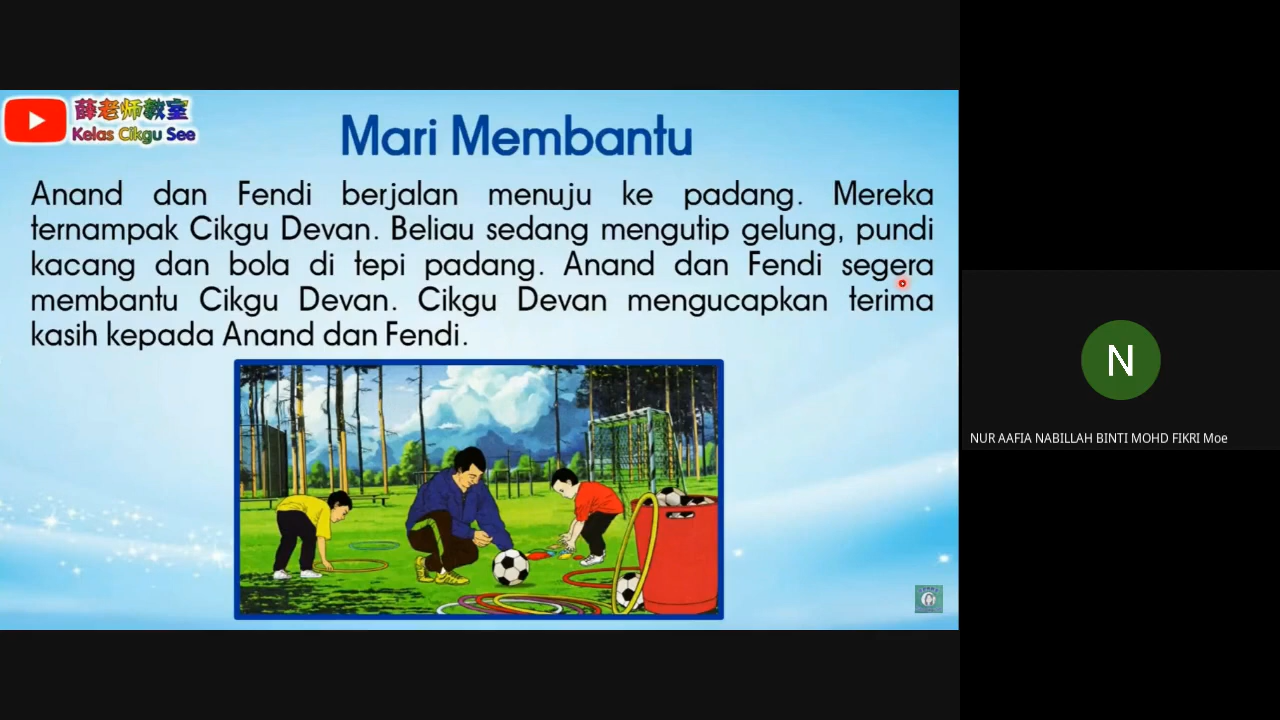 薛老师教室
Kelas Cikgu See
Mari Membantu
Anand dan Fendi berjalan menuju ke padang. Mereka
ternampak Cikgu Devan. Beliau sedang mengutip gelung, pundi
kacang dan bola di tepi padang. Anand dan Fendi segera
membantu Cikgu Devan. Cikgu Devan mengucapkan terima
kasih kepada Anand dan Fendi.
N
NUR AAFIA NABILLAH BINTI MOHD FIKRI Moe